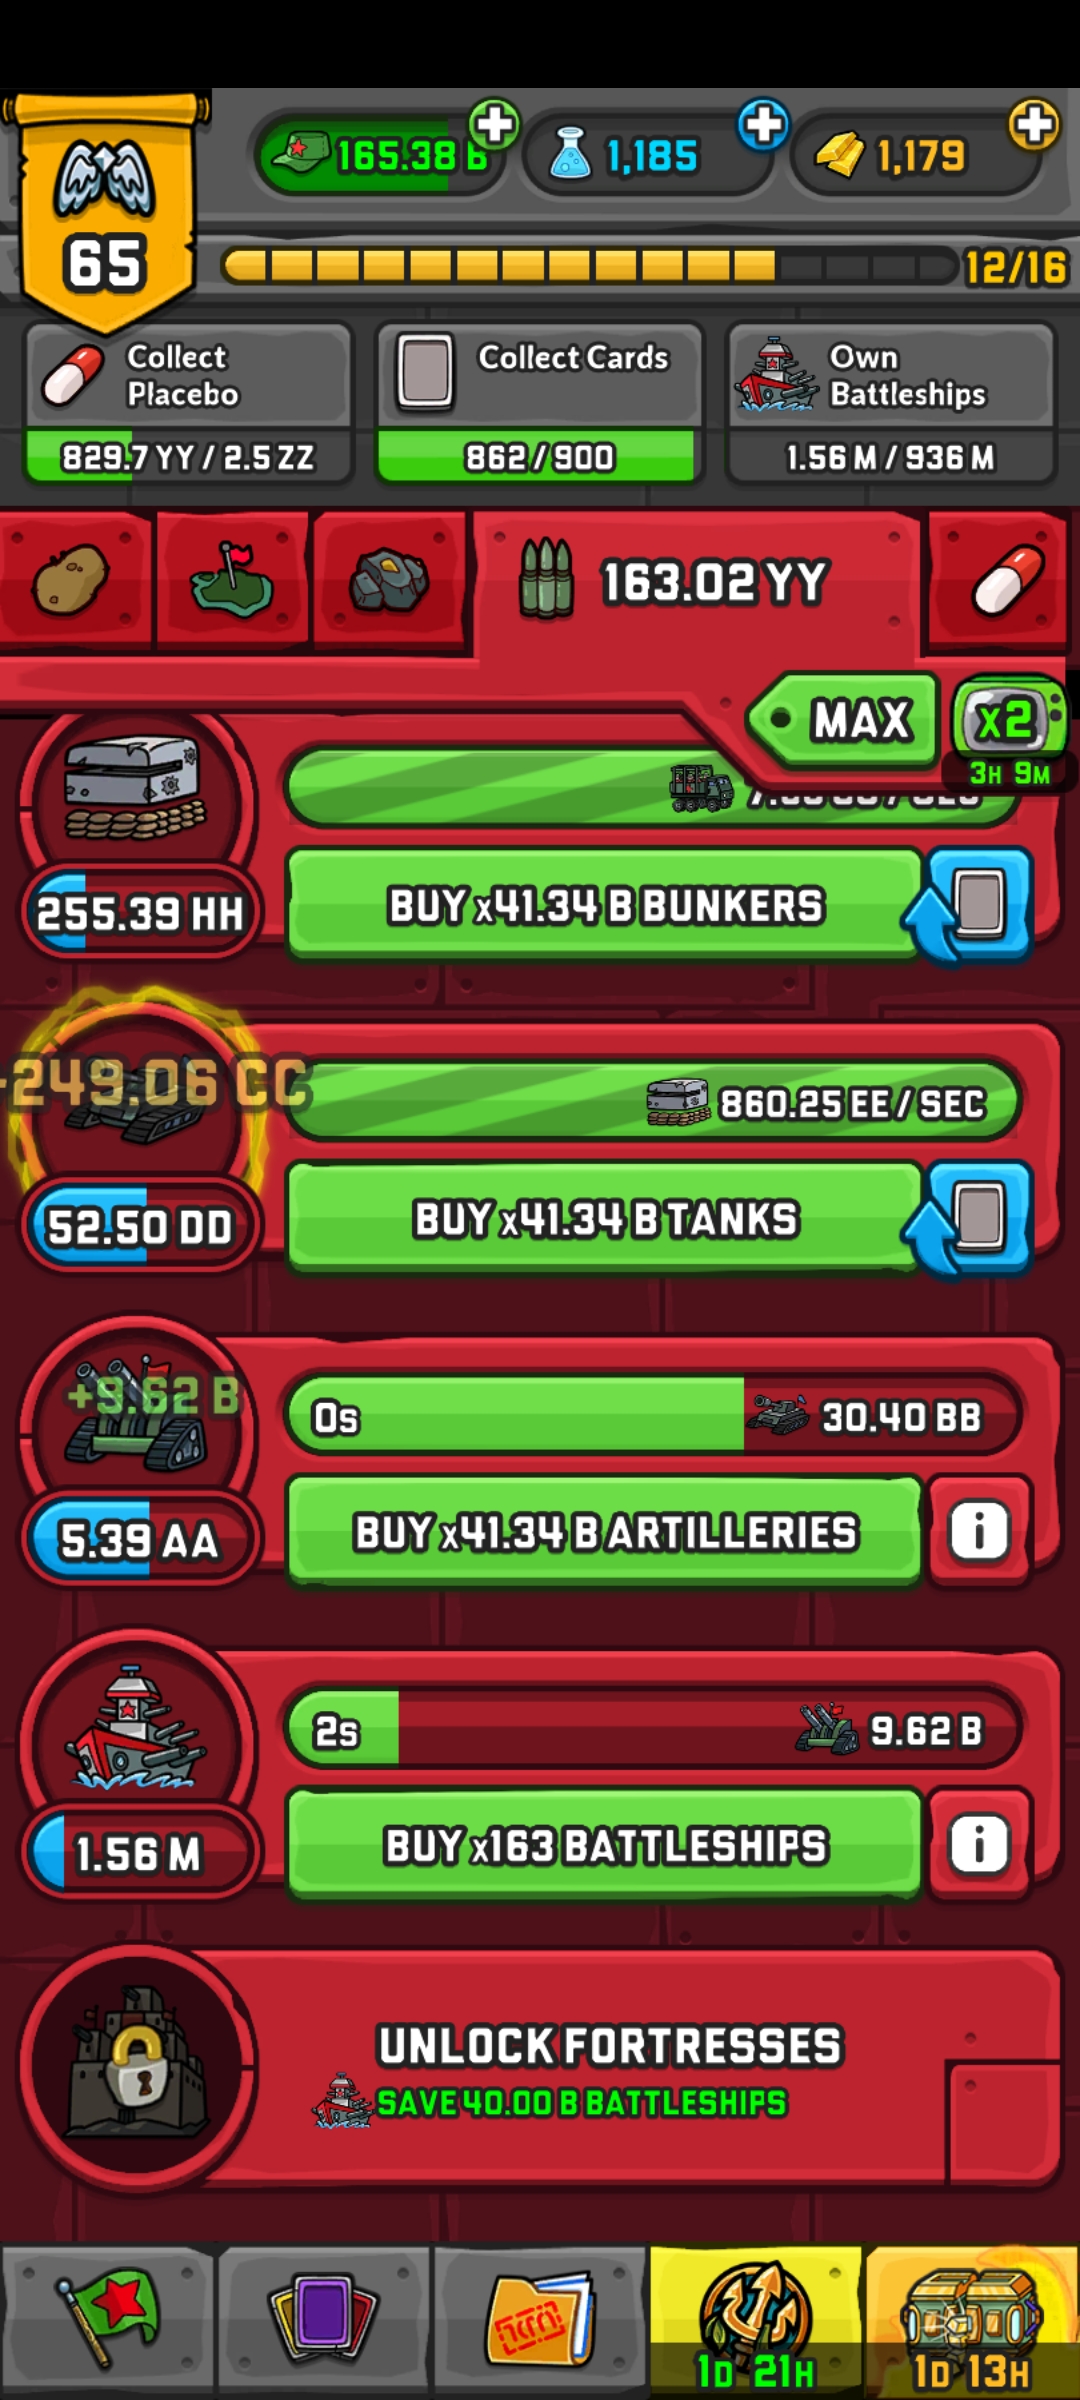 165.38 B
1,185
1,179
65
12/16
Collect
Placebo
829.7 YY / 2.5 ZZ
Collect Cards
862/900
Own
Battleships
1.56 M / 936 M
163.02 YY
MAX
x2
3H 9M
255.39 HH
BUY x41.34 B BUNKERS
-249.06 CC
860.25 EE / SEC
52.50 DD
BUY x41.34 B TANKS
+9.62 B
0s
30.40 BB
5.39 AA
BUY x41.34 B ARTILLERIES
i
2s
9.62 B
1.56 M
BUY x163 BATTLESHIPS
i
UNLOCK FORTRESSES
SAVE 40.00 B BATTLESHIPS
1D 21H
1D 13H